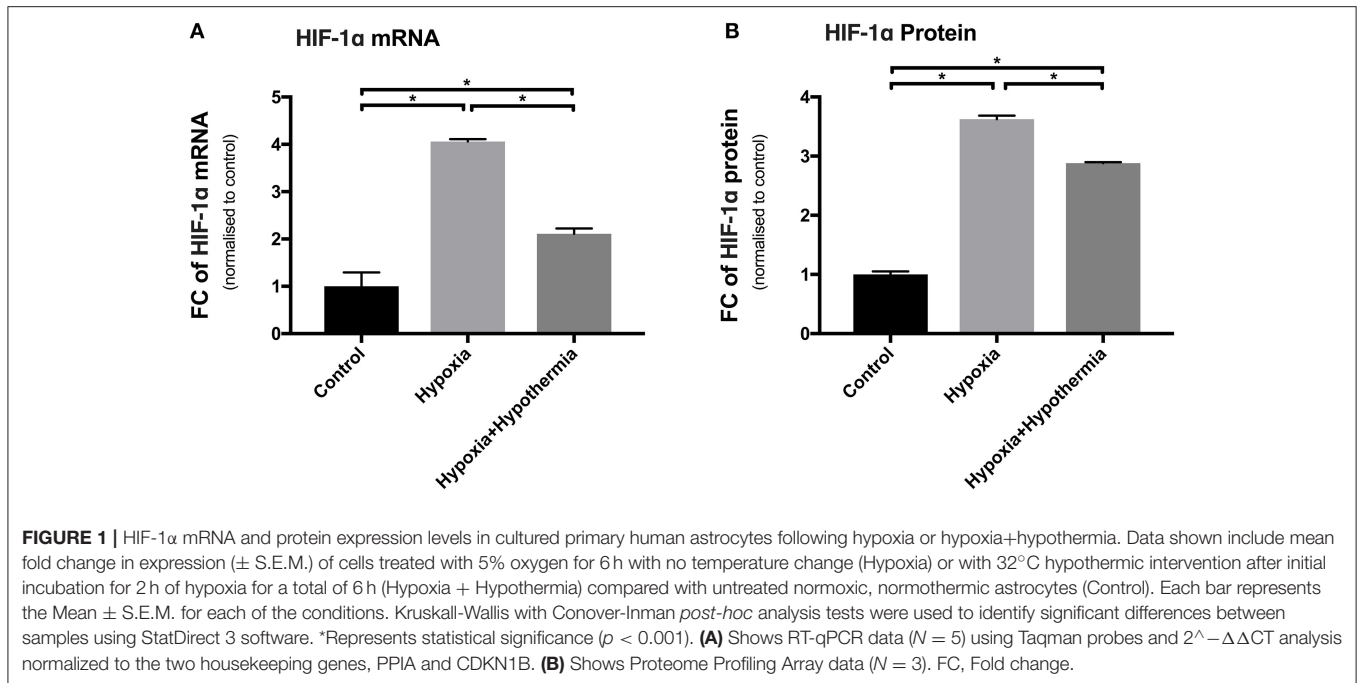 A
HIF-1α mRNA
*
*
*
FC of HIF-1α mRNA
(normalised to control)
5
4
3
2
1
0
Control
Hypoxia
Hypoxia+Hypothermia
B
HIF-1α Protein
*
*
*
FC of HIF-1α protein
(normalised to control)
4
3
2
1
0
Control
Hypoxia
Hypoxia+Hypothermia
FIGURE 1 | HIF-1α mRNA and protein expression levels in cultured primary human astrocytes following hypoxia or hypoxia+hypothermia. Data shown include mean
fold change in expression (± S.E.M.) of cells treated with 5% oxygen for 6 h with no temperature change (Hypoxia) or with 32°C hypothermic intervention after initial
incubation for 2 h of hypoxia for a total of 6 h (Hypoxia + Hypothermia) compared with untreated normoxic, normothermic astrocytes (Control). Each bar represents
the Mean ± S.E.M. for each of the conditions. Kruskall-Wallis with Conover-Inman post-hoc analysis tests were used to identify significant differences between
samples using StatDirect 3 software. *Represents statistical significance (p < 0.001). (A) Shows RT-qPCR data (N = 5) using Taqman probes and 2^−ΔΔCT analysis
normalized to the two housekeeping genes, PPIA and CDKN1B. (B) Shows Proteome Profiling Array data (N = 3). FC, Fold change.